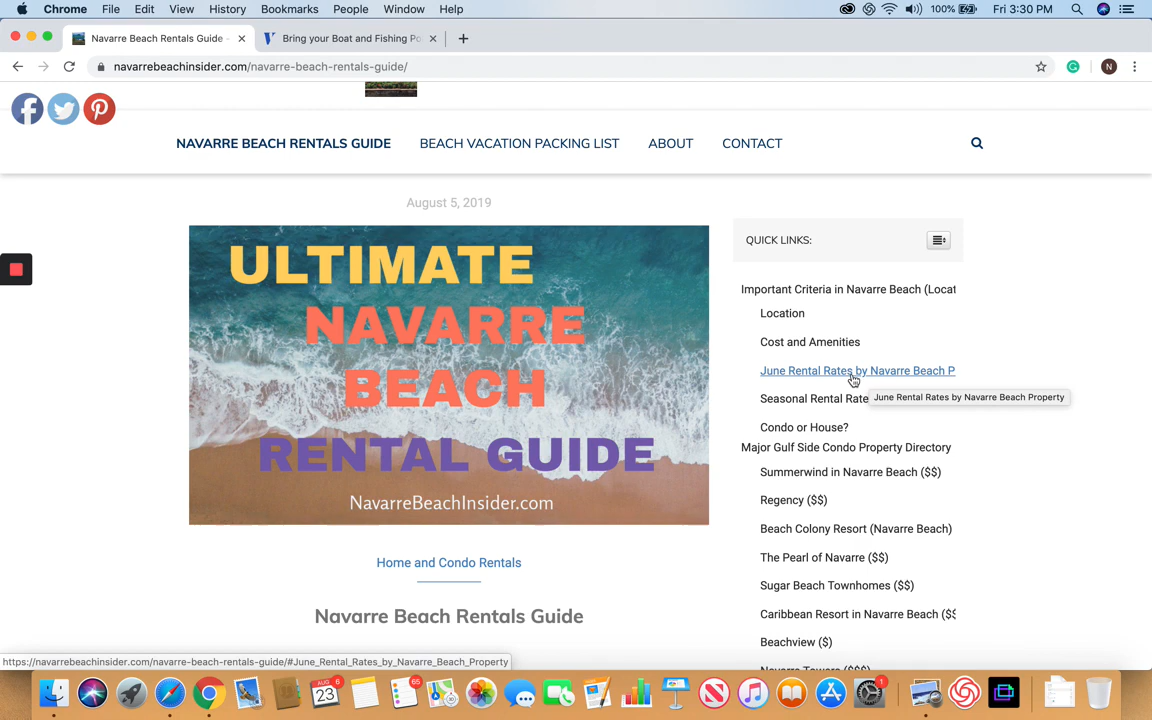 Chrome File Edit View History Bookmarks People Window Help 100% Fri 3:30 PM
Navarre Beach Rentals Guide - Bring your Boat and Fishing Po
navarrebeachinsider.com/navarre-beach-rentals-guide/ N
NAVARRE BEACH RENTALS GUIDE BEACH VACATION PACKING LIST ABOUT CONTACT
August 5, 2019
ULTIMATE
NAVARRE
BEACH
RENTAL GUIDE
NavarreBeachInsider.com
Home and Condo Rentals
Navarre Beach Rentals Guide
QUICK LINKS:
Important Criteria in Navarre Beach (Locat
Location
Cost and Amenities
June Rental Rates by Navarre Beach P
Seasonal Rental Rate
June Rental Rates by Navarre Beach Property
Condo or House?
Major Gulf Side Condo Property Directory
Summerwind in Navarre Beach ($$)
Regency ($$)
Beach Colony Resort (Navarre Beach)
The Pearl of Navarre ($$)
Sugar Beach Townhomes ($$)
Caribbean Resort in Navarre Beach ($$
Beachview ($)
Navarre Towers ($$$)
https://navarrebeachinsider.com/navarre-beach-rentals-guide/#June_Rental_Rates_by_Navarre_Beach_Property
AUG 23 6 65 1